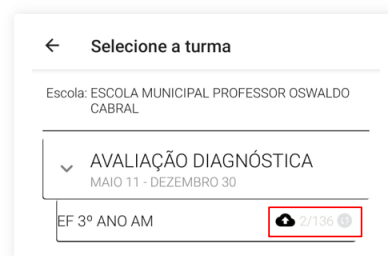 Selecione a turma
Escola: ESCOLA MUNICIPAL PROFESSOR OSWALDO
CABRAL
AVALIAÇÃO DIAGNÓSTICA
MAIO 11 - DEZEMBRO 30
EF 3º ANO AM 2/136